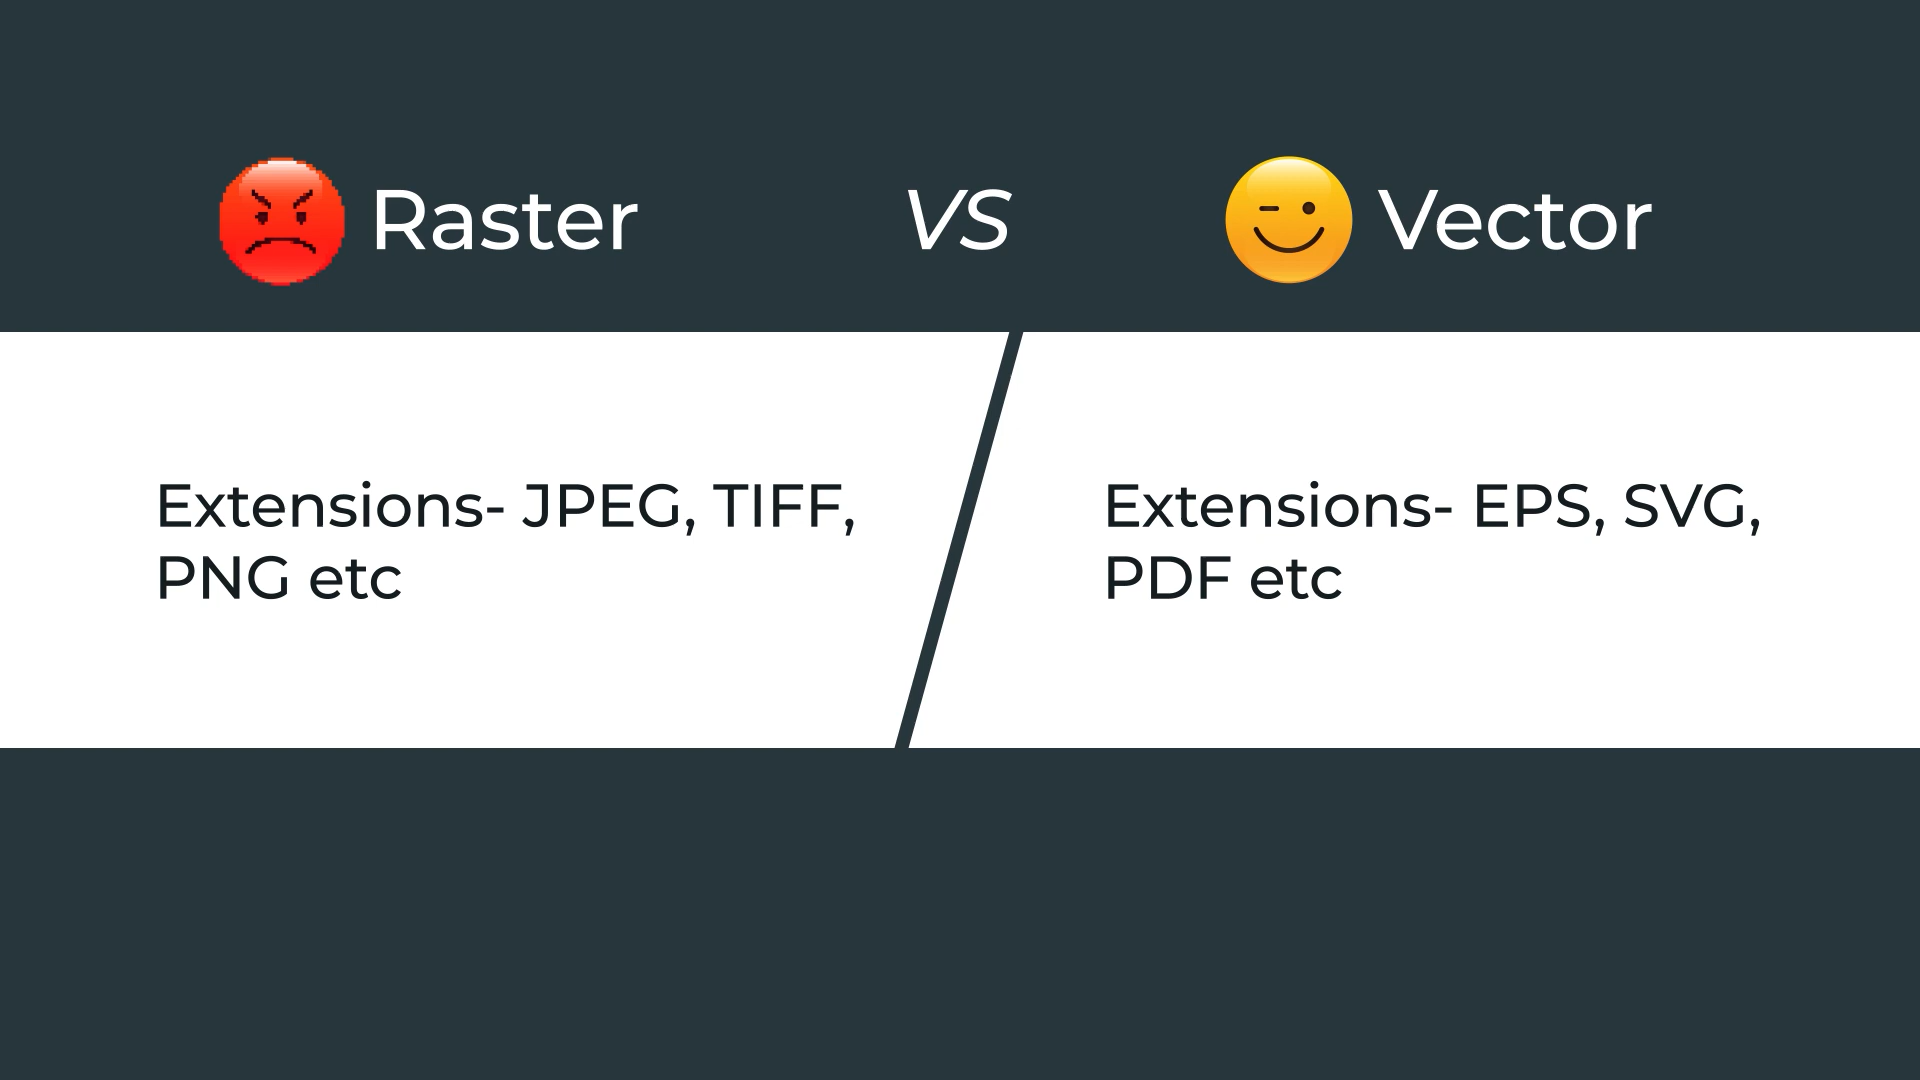 Raster VS Vector
Extensions- JPEG, TIFF,
PNG etc
Extensions- EPS, SVG,
PDF etc